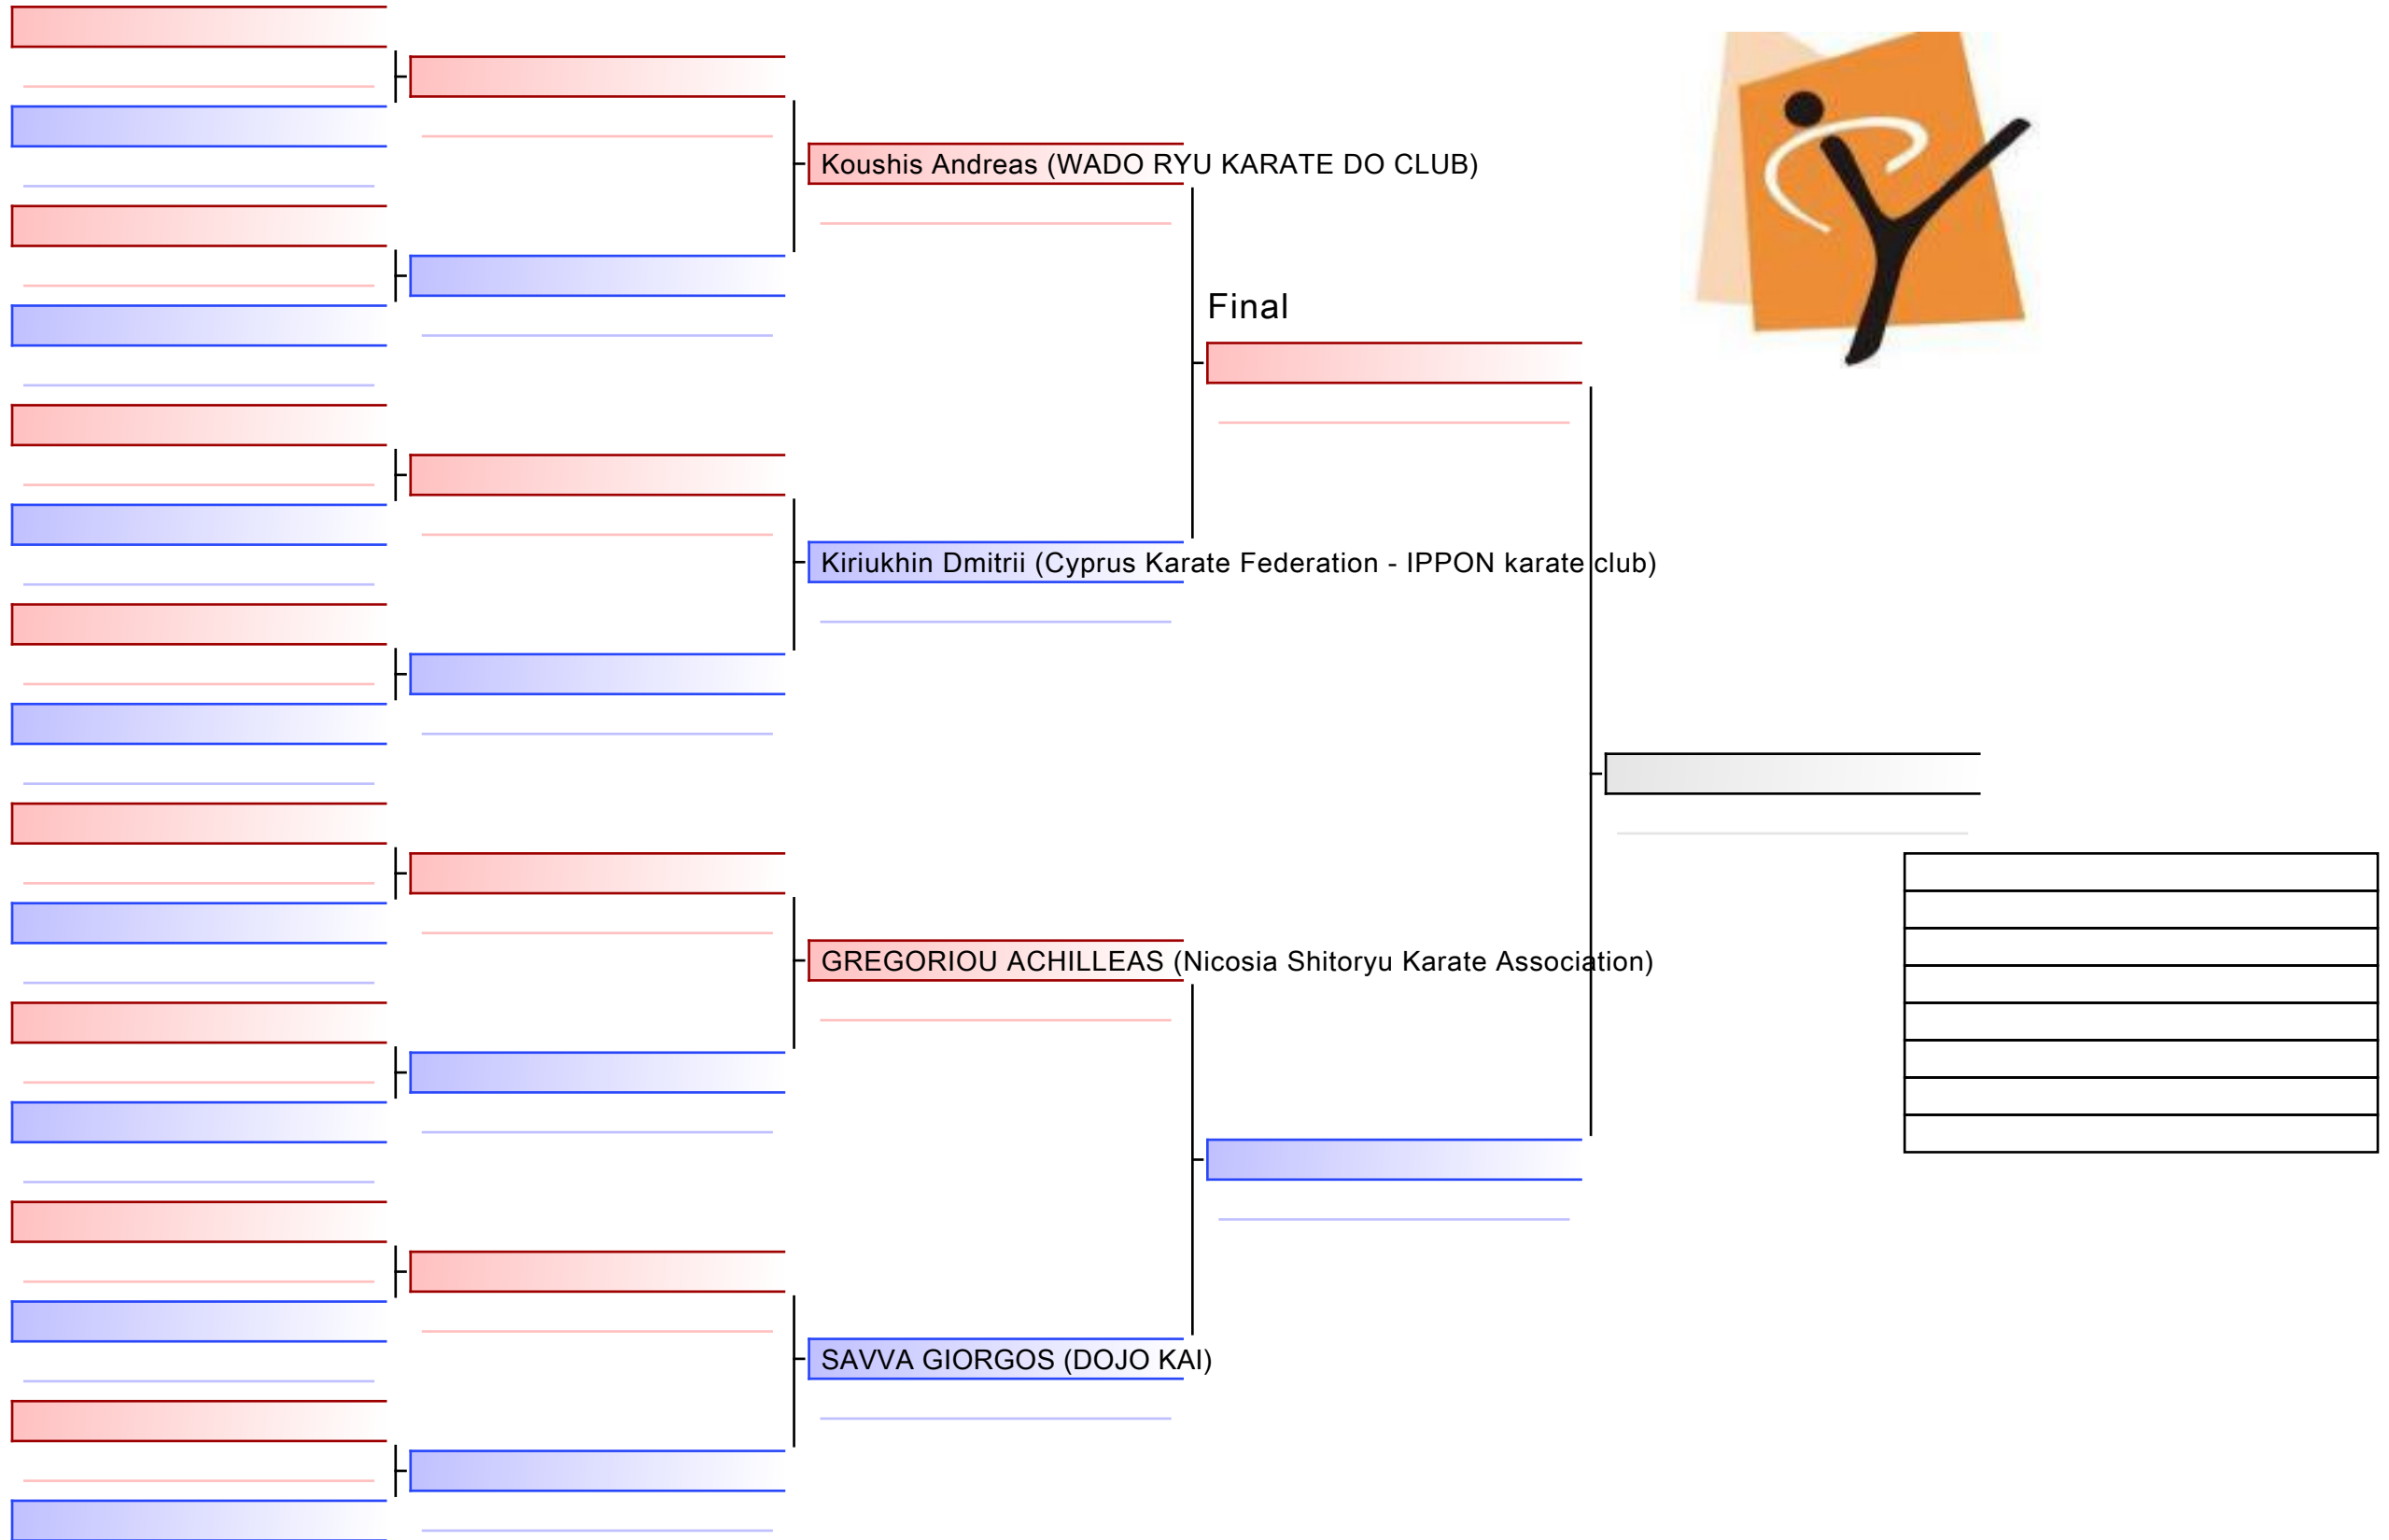 Koushis Andreas (WADO RYU KARATE DO CLUB)
Final
Kiriukhin Dmitrii (Cyprus Karate Federation - IPPON karate club)
GREGORIOU ACHILLEAS (Nicosia Shitoryu Karate Association)
SAVVA GIORGOS (DOJO KAI)